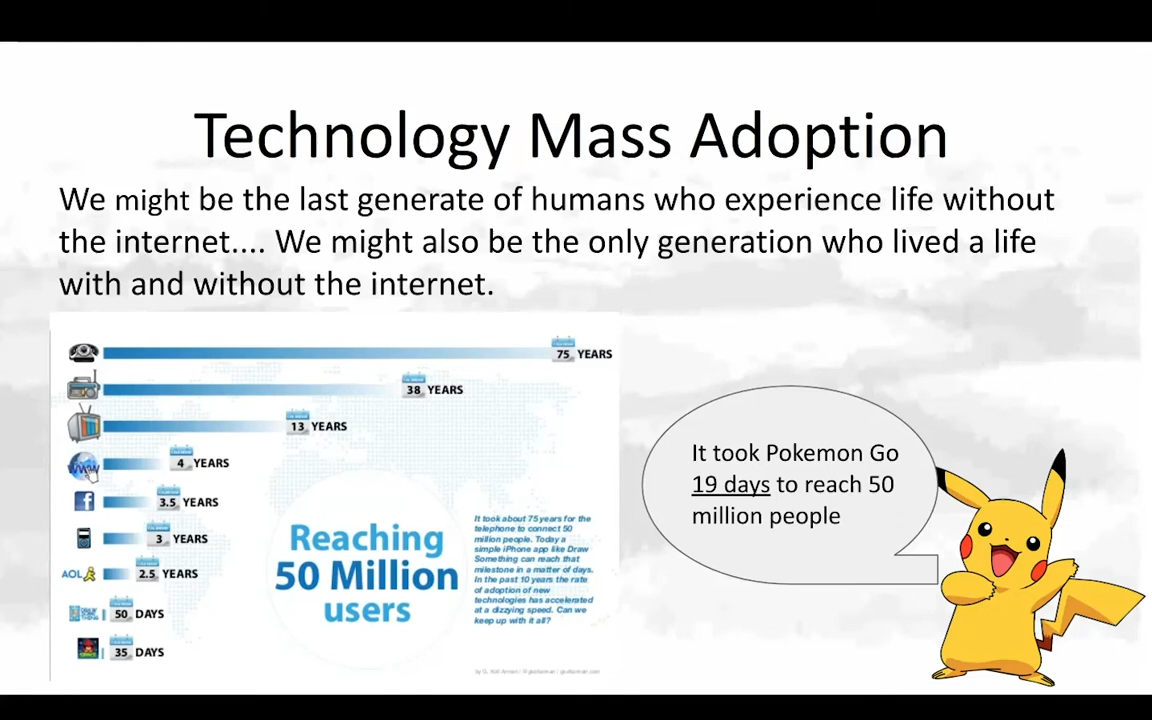 Technology Mass Adoption
We might be the last generate of humans who experience life without
the internet.... We might also be the only generation who lived a life
with and without the internet.
75 YEARS
38 YEARS
13 YEARS
WWW
4 YEARS
f
3.5 YEARS
3 YEARS
AOL
2.5 YEARS
50 DAYS
35 DAYS
Reaching
50 Million
users
It took about 75 years for the
telephone to connect 50
million people. Today a
simple iPhone app like Draw
Something can reach that
milestone in a matter of days.
In the past 10 years the rate
of adoption of new
technologies has accelerated
at a dizzying speed. Can we
keep up with it all?
It took Pokemon Go
19 days to reach 50
million people